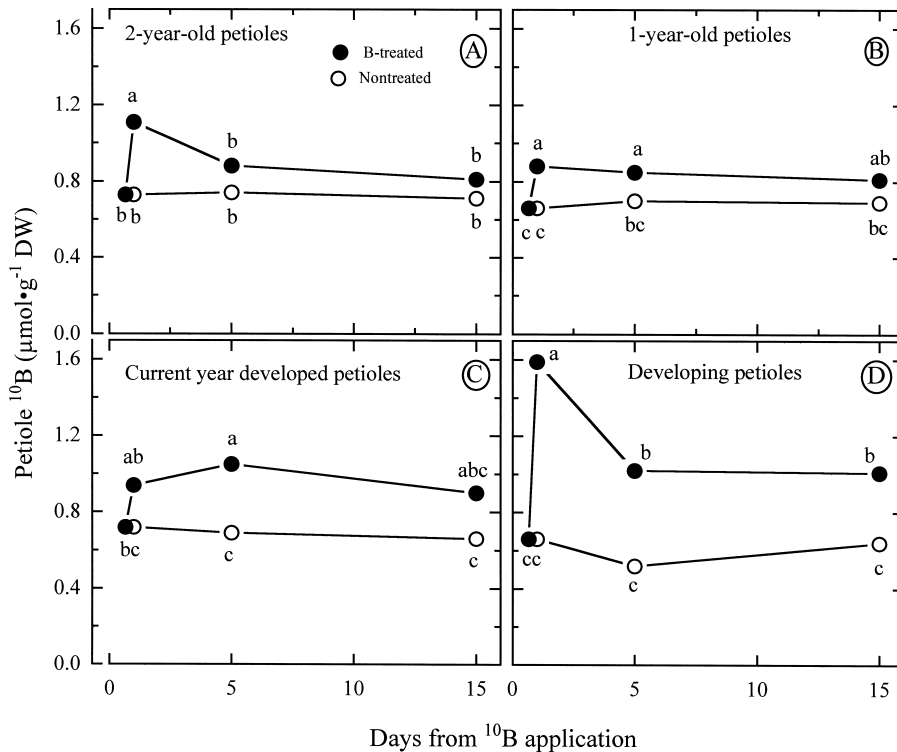 2-year-old petioles
A
B-treated
Nontreated
a
b
b
b b
b
b
1-year-old petioles
B
a
a
ab
c c
bc
bc
1.6
1.2
0.8
0.4
0.0
Current year developed petioles
C
ab
a
abc
bc
c
c
Developing petioles
D
a
b
b
cc
c
c
1.6
1.2
0.8
0.4
0.0
0
5
10
15
0
5
10
15
Petiole ¹⁰B (μmol•g⁻¹ DW)
Days from ¹⁰B application